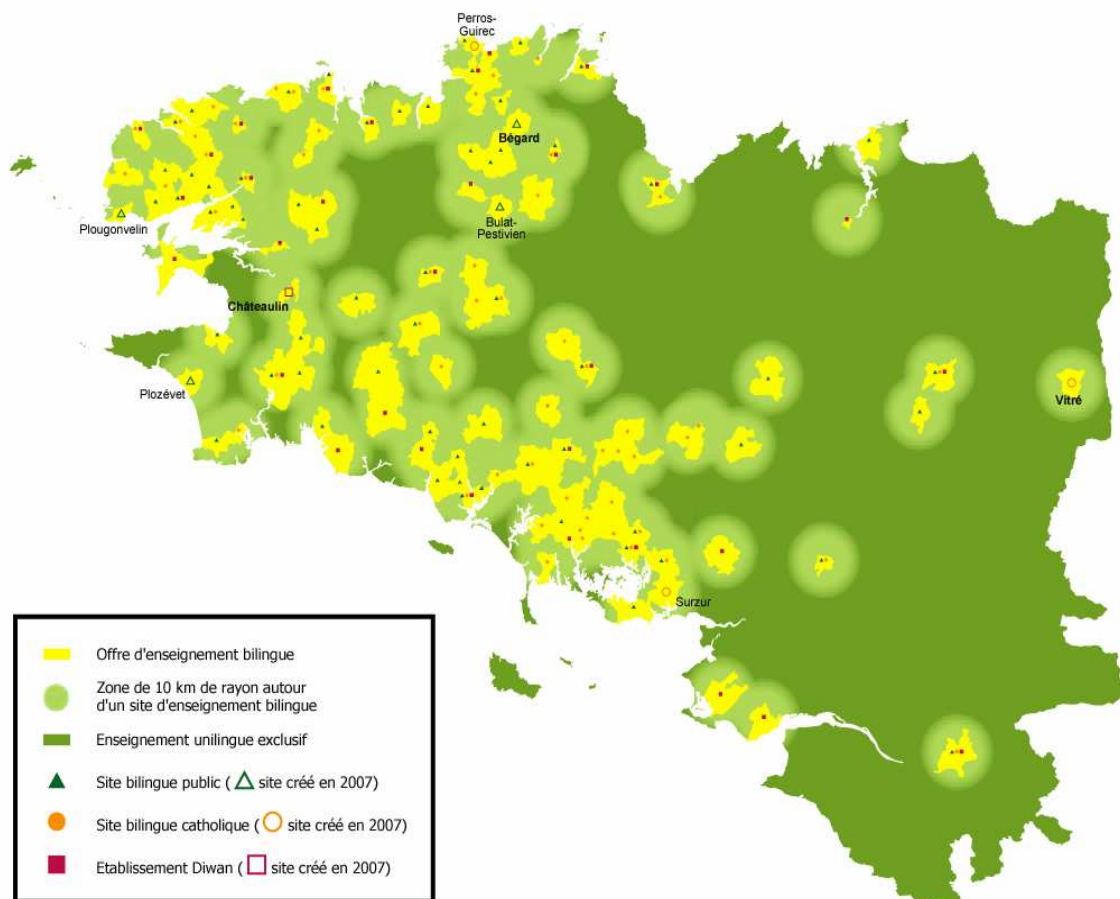 Perros-
Guirec
Bégard
Plougonvelin
Bulat-
Pestivien
Châteaulin
Plozévet
Vitré
Surzur
Offre d'enseignement bilingue
Zone de 10 km de rayon autour
d'un site d'enseignement bilingue
Enseignement unilingue exclusif
Site bilingue public ( site créé en 2007)
Site bilingue catholique ( site créé en 2007)
Etablissement Diwan ( site créé en 2007)